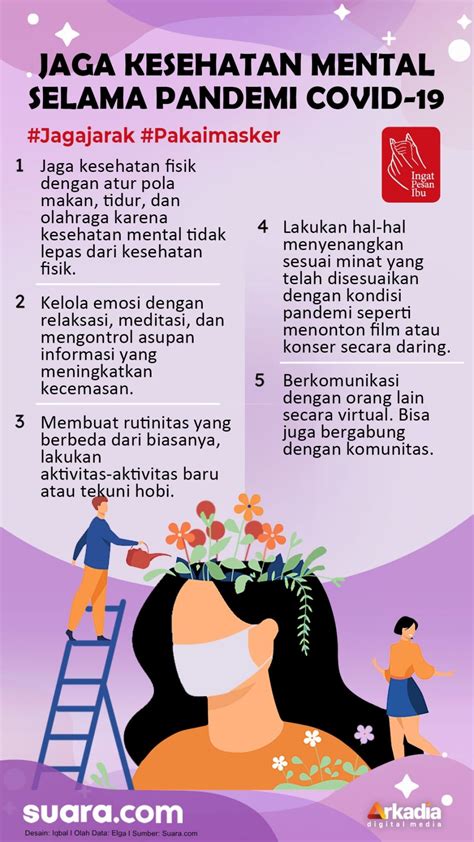 JAGA KESEHATAN MENTAL
SELAMA PANDEMI COVID-19
#Jagajarak #Pakaimasker
Ingat
Pesan
Ibu
1 Jaga kesehatan fisik
dengan atur pola
makan, tidur, dan
olahraga karena
kesehatan mental tidak
lepas dari kesehatan
fisik.
2 Kelola emosi dengan
relaksasi, meditasi, dan
mengontrol asupan
informasi yang
meningkatkan
kecemasan.
3 Membuat rutinitas yang
berbeda dari biasanya,
lakukan
aktivitas-aktivitas baru
atau tekuni hobi.
4 Lakukan hal-hal
menyenangkan
sesuai minat yang
telah disesuaikan
dengan kondisi
pandemi seperti
menonton film atau
konser secara daring.
5 Berkomunikasi
dengan orang lain
secara virtual. Bisa
juga bergabung
dengan komunitas.
suara.com
Desain: Iqbal I Olah Data: Elga I Sumber: Suara.com
Arkadia
digital media